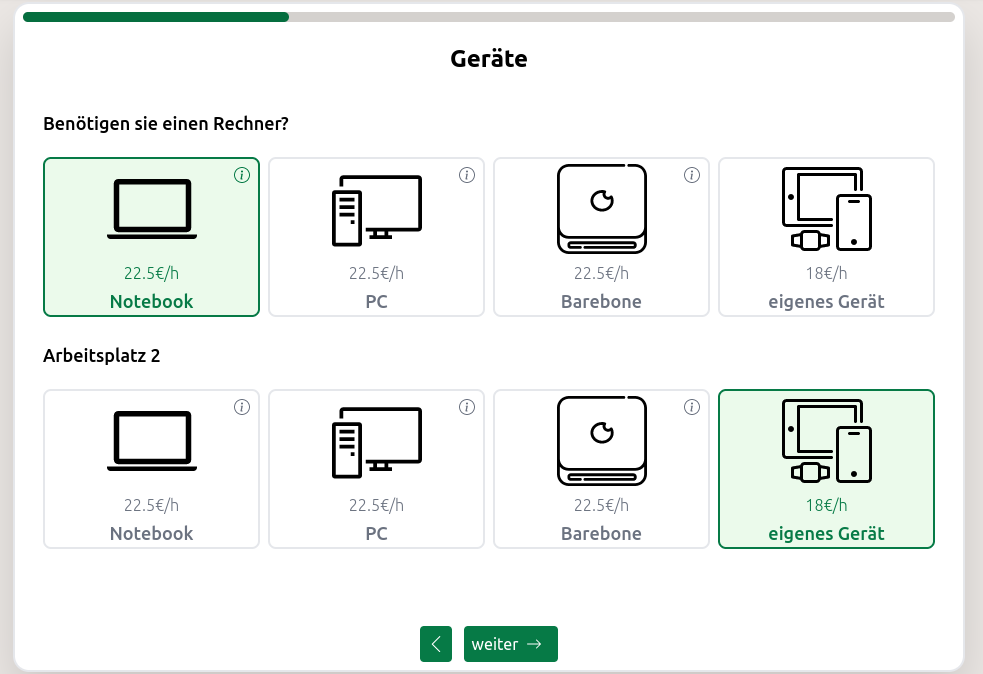 Geräte
Benötigen sie einen Rechner?
i i i
22.5€/h 22.5€/h 22.5€/h 18€/h
Notebook PC Barebone eigenes Gerät
Arbeitsplatz 2
i i i
22.5€/h 22.5€/h 22.5€/h 18€/h
Notebook PC Barebone eigenes Gerät
weiter →